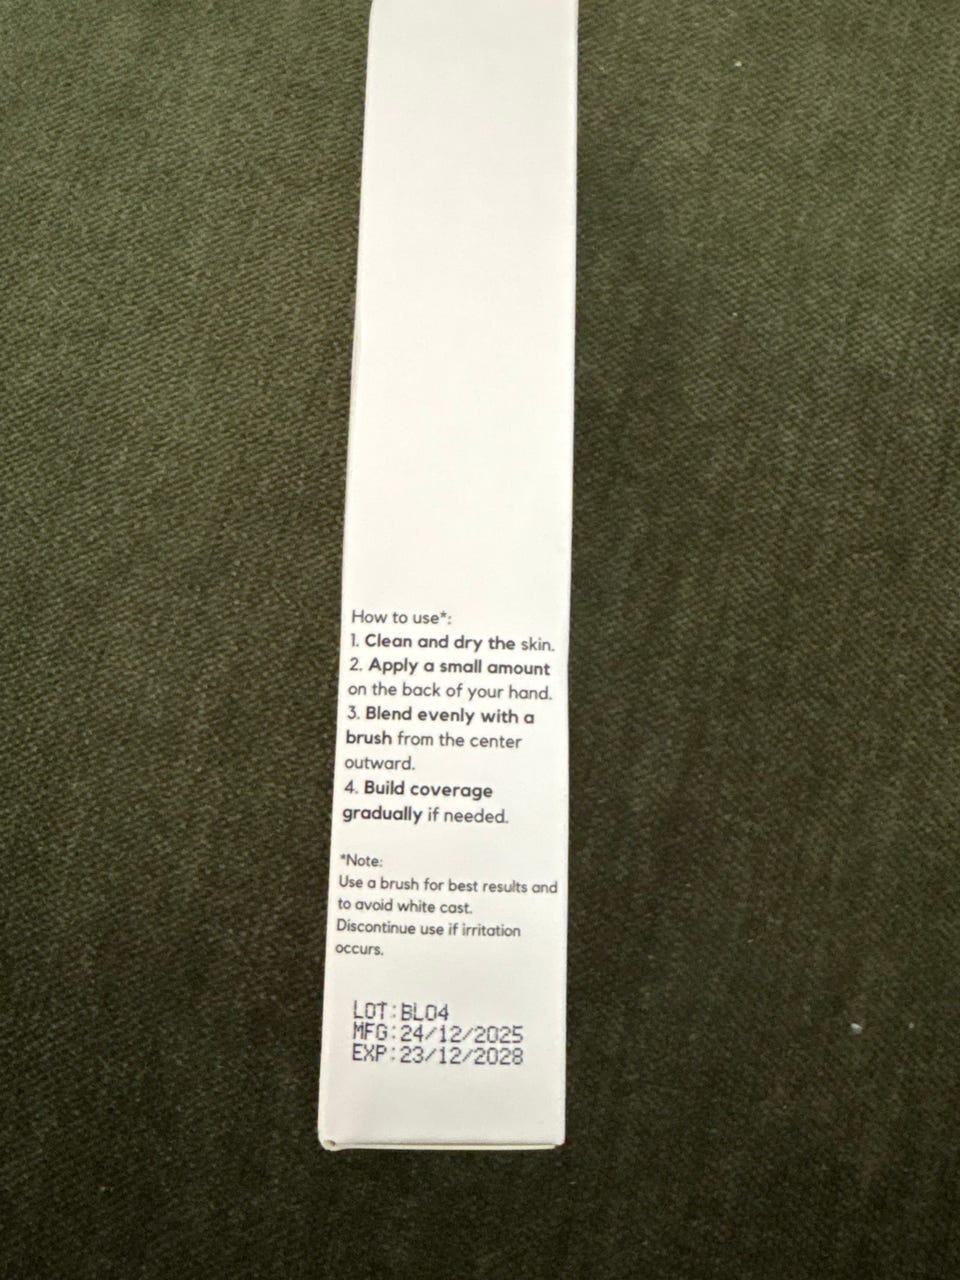 How to use*:
1. Clean and dry the skin.
2. Apply a small amount
on the back of your hand.
3. Blend evenly with a
brush from the center
outward.
4. Build coverage
gradually if needed.
*Note:
Use a brush for best results and
to avoid white cast.
Discontinue use if irritation
occurs.
LOT:BL04
MFG:24/12/2025
EXP:23/12/2028